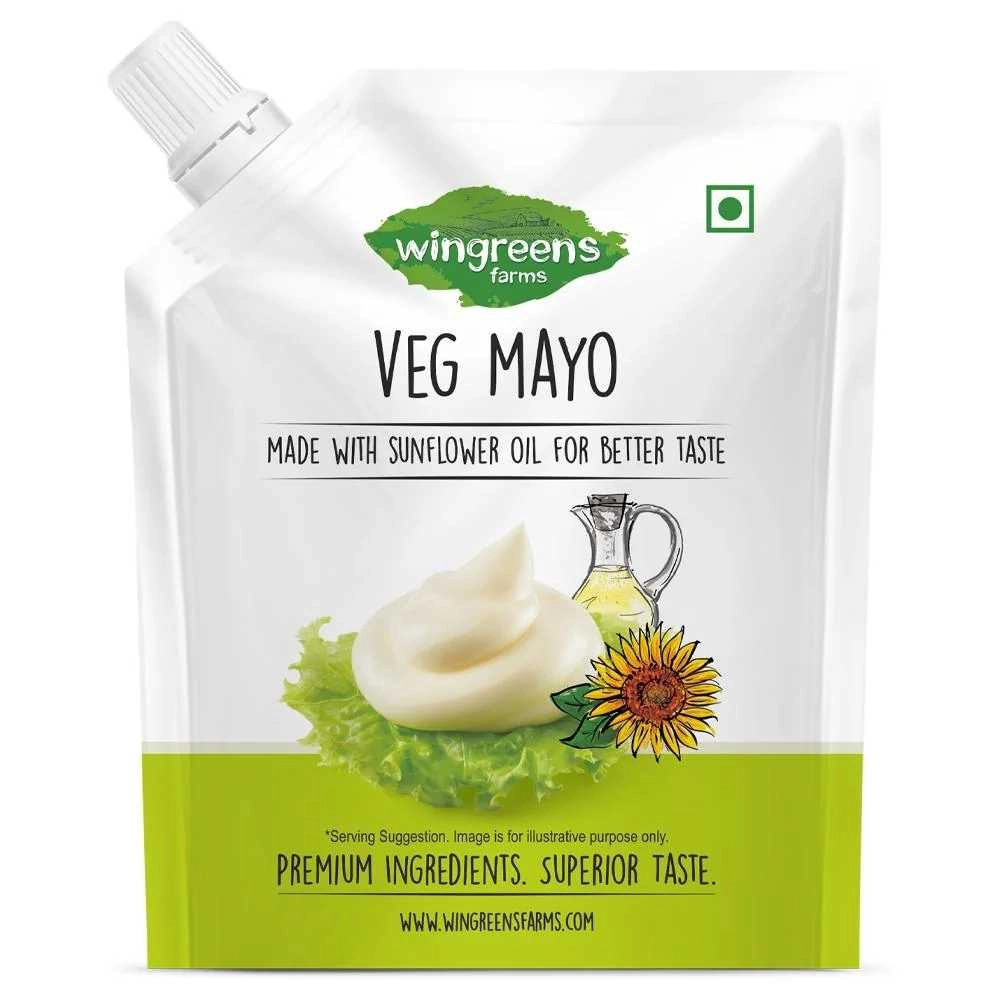 wingreens
farms
VEG MAYO
MADE WITH SUNFLOWER OIL FOR BETTER TASTE
*Serving Suggestion. Image is for illustrative purpose only.
PREMIUM INGREDIENTS. SUPERIOR TASTE.
WWW.WINGREENSFARMS.COM